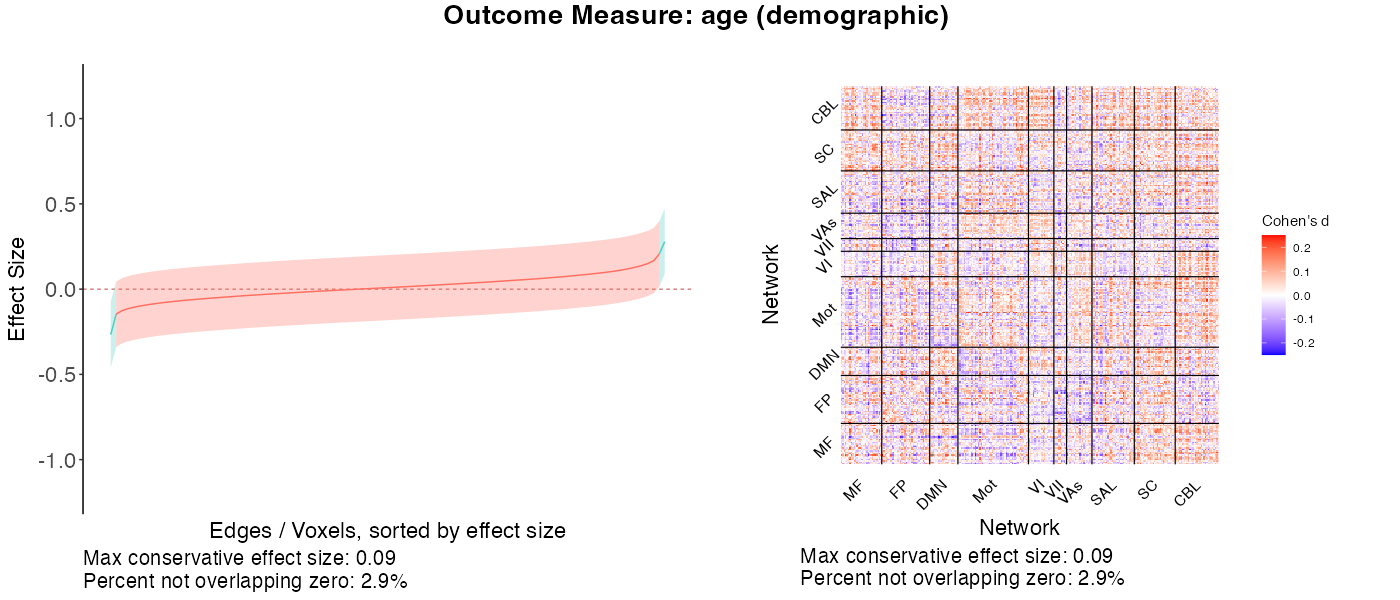 Outcome Measure: age (demographic)
Effect Size
1.0
0.5
0.0
-0.5
-1.0
Edges / Voxels, sorted by effect size
Max conservative effect size: 0.09
Percent not overlapping zero: 2.9%
Network
CBL
SC
SAL
VAs
VII
VI
Mot
DMN
FP
MF
MF
FP
DMN
Mot
VI
VII
VAs
SAL
SC
CBL
Network
Max conservative effect size: 0.09
Percent not overlapping zero: 2.9%
Cohen's d
0.2
0.1
0.0
-0.1
-0.2